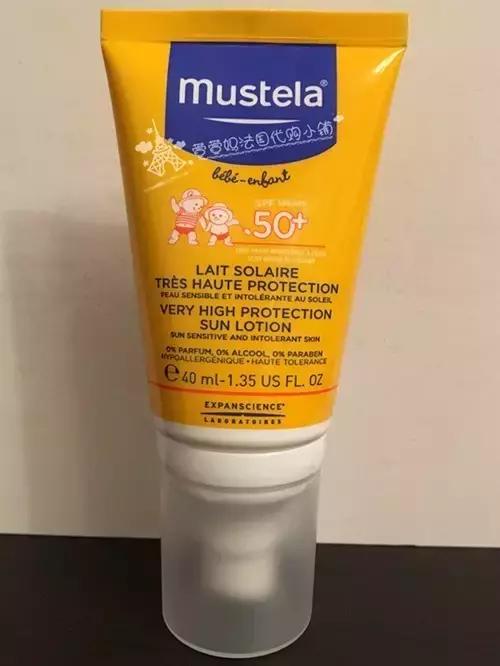 Mustela®
爱爱妈法国代购小铺
bébé-enfant
50+
LAIT SOLAIRE
TRÈS HAUTE PROTECTION
PEAU SENSIBLE ET INTOLÉRANTE AU SOLEIL
VERY HIGH PROTECTION
SUN LOTION
SUN SENSITIVE AND INTOLERANT SKIN
0% PARFUM, 0% ALCOOL, 0% PARABEN
HYPOALLERGÉNIQUE • HAUTE TOLÉRANCE
℮ 40 ml-1.35 US FL. OZ
EXPANSCIENCE®
LABORATOIRES